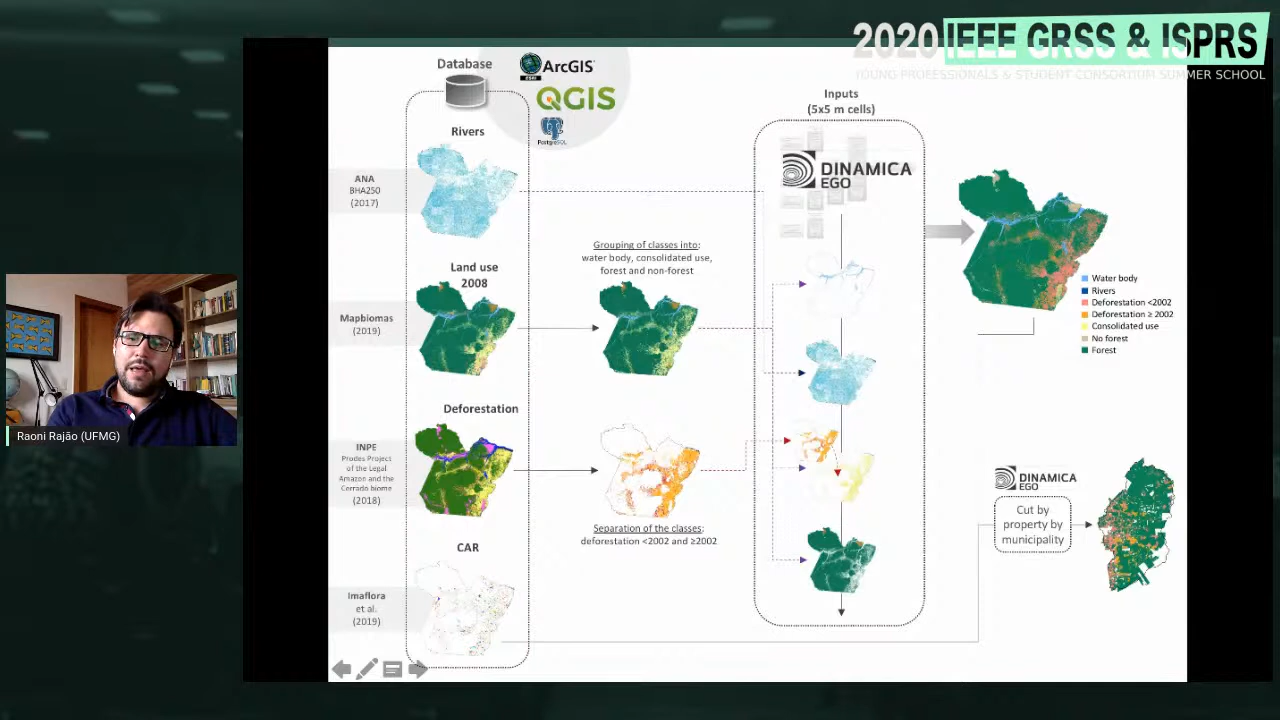 2020 IEEE GRSS & ISPRS
YOUNG PROFESSIONALS & STUDENT CONSORTIUM SUMMER SCHOOL
Database
ArcGIS
esri
QGIS
PostgreSQL
Rivers
ANA
BHA250
(2017)
Land use
2008
Mapbiomas
(2019)
Deforestation
INPE
Prodes Project
of the Legal
Amazon and the
Cerrado biome
(2018)
CAR
Imaflora
et al.
(2019)
Grouping of classes into:
water body, consolidated use,
forest and non-forest
Separation of the classes:
deforestation <2002 and ≥2002
Inputs
(5x5 m cells)
DINAMICA
EGO
Water body
Rivers
Deforestation <2002
Deforestation ≥ 2002
Consolidated use
No forest
Forest
DINAMICA
EGO
Cut by
property by
municipality
Raoni Rajão (UFMG)